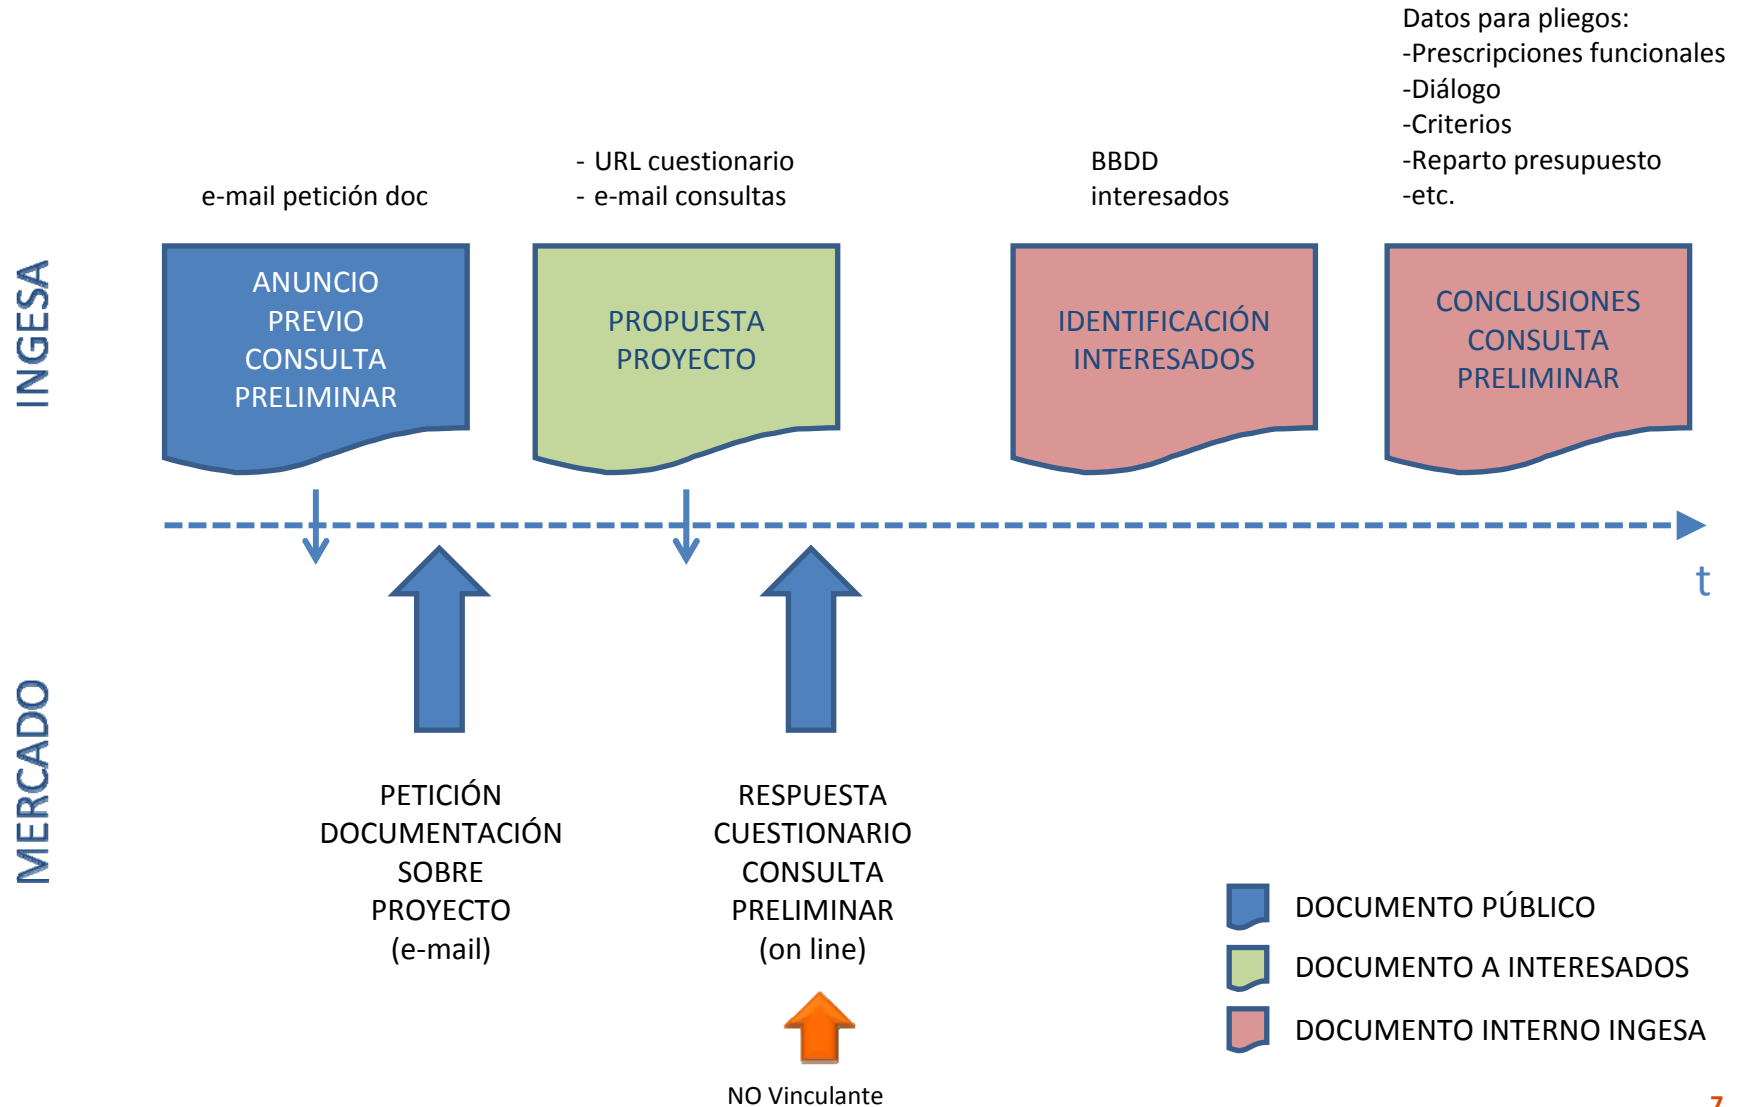 Datos para pliegos:
-Prescripciones funcionales
-Diálogo
-Criterios
-Reparto presupuesto
-etc.
e-mail petición doc
- URL cuestionario
- e-mail consultas
BBDD
interesados
INGESA
ANUNCIO
PREVIO
CONSULTA
PRELIMINAR
PROPUESTA
PROYECTO
IDENTIFICACIÓN
INTERESADOS
CONCLUSIONES
CONSULTA
PRELIMINAR
t
MERCADO
PETICIÓN
DOCUMENTACIÓN
SOBRE
PROYECTO
(e-mail)
RESPUESTA
CUESTIONARIO
CONSULTA
PRELIMINAR
(on line)
NO Vinculante
DOCUMENTO PÚBLICO
DOCUMENTO A INTERESADOS
DOCUMENTO INTERNO INGESA
7